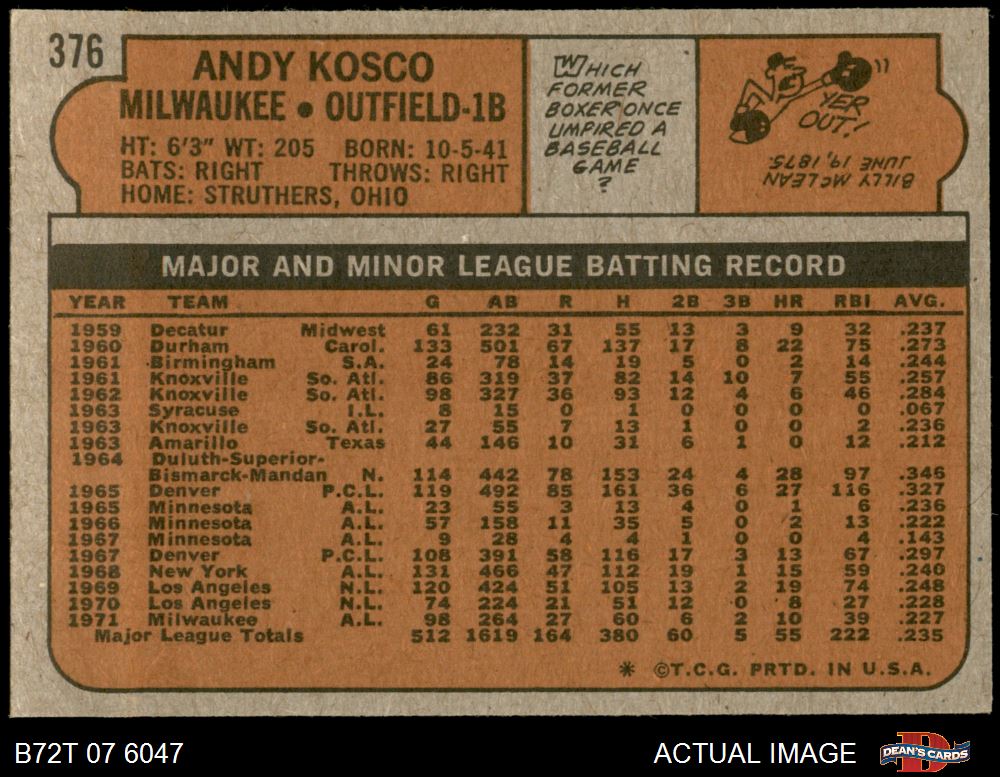 376
ANDY KOSCO
MILWAUKEE • OUTFIELD-1B
HT: 6'3" WT: 205 BORN: 10-5-41
BATS: RIGHT THROWS: RIGHT
HOME: STRUTHERS, OHIO
WHICH
FORMER
BOXER ONCE
UMPIRED A
BASEBALL
GAME
?
YER
OUT!
BILLY McLEAN
JUNE 19, 1875
MAJOR AND MINOR LEAGUE BATTING RECORD
YEAR TEAM G AB R H 2B 3B HR RBI AVG.
1959 Decatur Midwest 61 232 31 55 13 3 9 32 .237
1960 Durham Carol. 133 501 67 137 17 8 22 75 .273
1961 Birmingham S.A. 24 78 14 19 5 0 2 14 .244
1961 Knoxville So. Atl. 86 319 37 82 14 10 7 55 .257
1962 Knoxville So. Atl. 98 327 36 93 12 4 6 46 .284
1963 Syracuse I.L. 8 15 0 1 0 0 0 0 .067
1963 Knoxville So. Atl. 27 55 7 13 1 0 0 2 .236
1963 Amarillo Texas 44 146 10 31 6 1 0 12 .212
1964 Duluth-Superior-
Bismarck-Mandan N. 114 442 78 153 24 4 28 97 .346
1965 Denver P.C.L. 119 492 85 161 36 6 27 116 .327
1965 Minnesota A.L. 23 55 3 13 4 0 1 6 .236
1966 Minnesota A.L. 57 158 11 35 5 0 2 13 .222
1967 Minnesota A.L. 9 28 4 4 1 0 0 4 .143
1967 Denver P.C.L. 108 391 58 116 17 3 13 67 .297
1968 New York A.L. 131 466 47 112 19 1 15 59 .240
1969 Los Angeles N.L. 120 424 51 105 13 2 19 74 .248
1970 Los Angeles N.L. 74 224 21 51 12 0 8 27 .228
1971 Milwaukee A.L. 98 264 27 60 6 2 10 39 .227
Major League Totals 512 1619 164 380 60 5 55 222 .235
* ©T.C.G. PRTD. IN U.S.A.
B72T 07 6047 ACTUAL IMAGE D DEAN'S CARDS